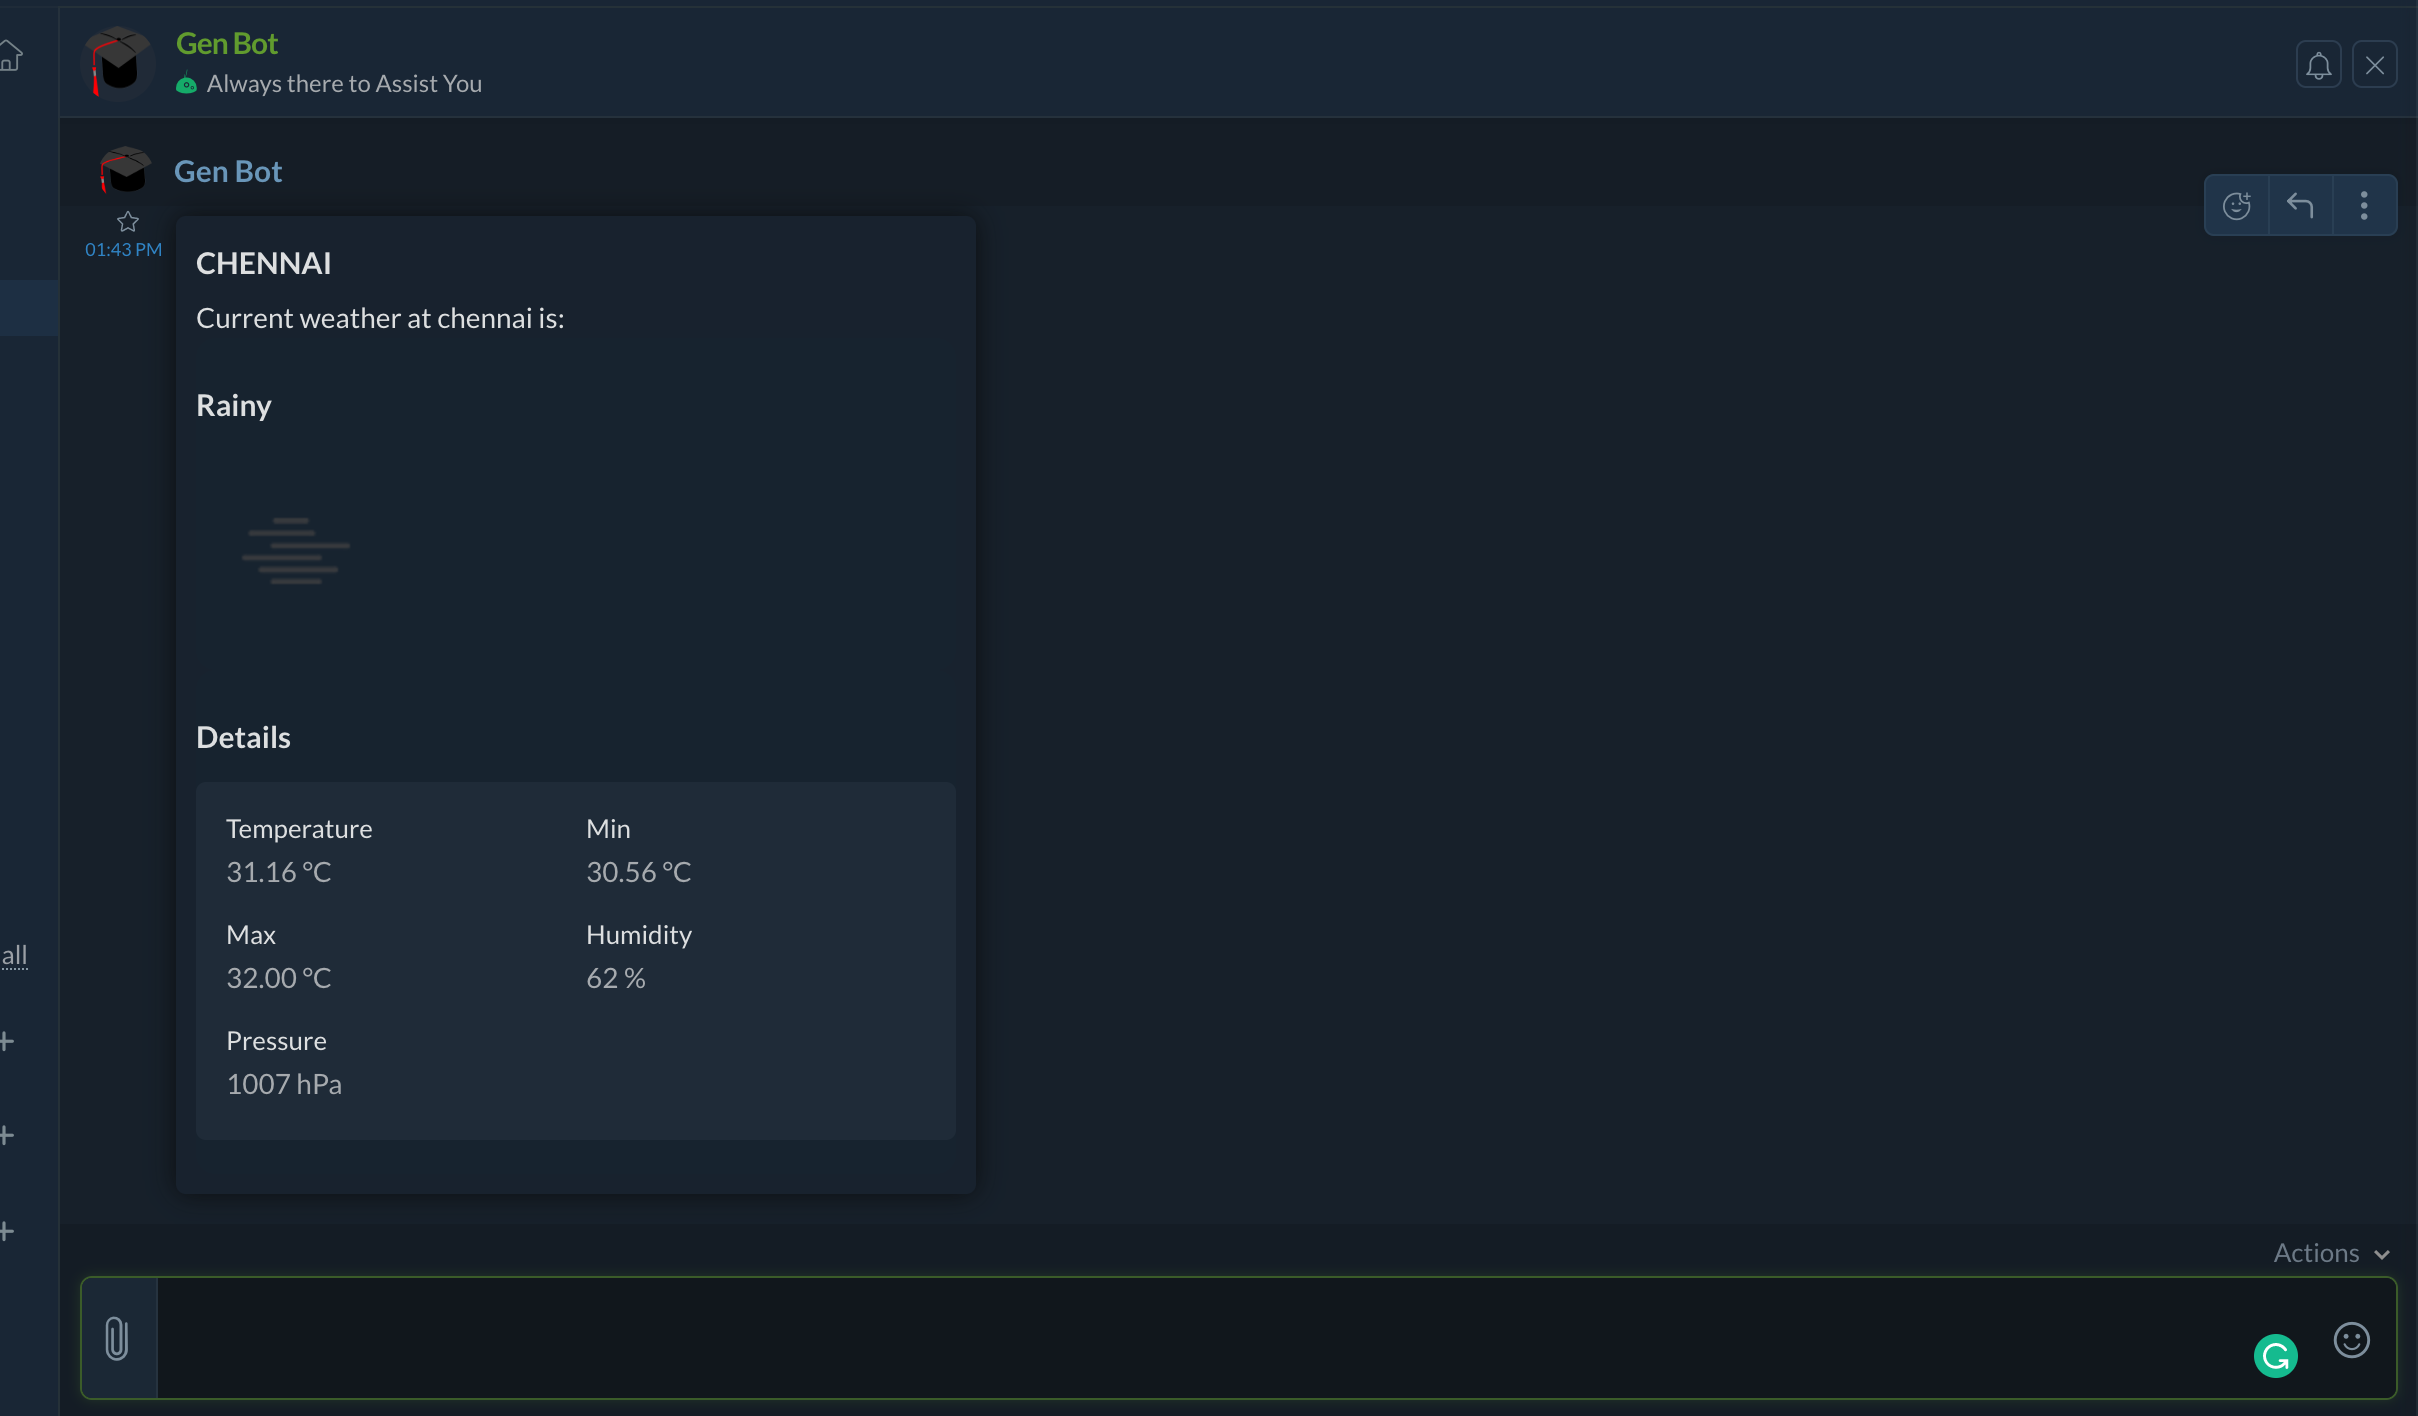 Gen Bot
Always there to Assist You
Gen Bot
01:43 PM
CHENNAI
Current weather at chennai is:
Rainy
Details
Temperature
31.16 °C
Min
30.56 °C
Max
32.00 °C
Humidity
62 %
Pressure
1007 hPa
all
Actions